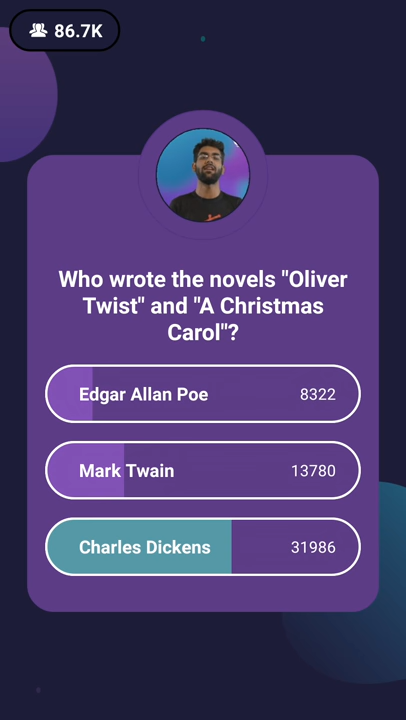 86.7K
Who wrote the novels "Oliver
Twist" and "A Christmas
Carol"?
Edgar Allan Poe 8322
Mark Twain 13780
Charles Dickens 31986